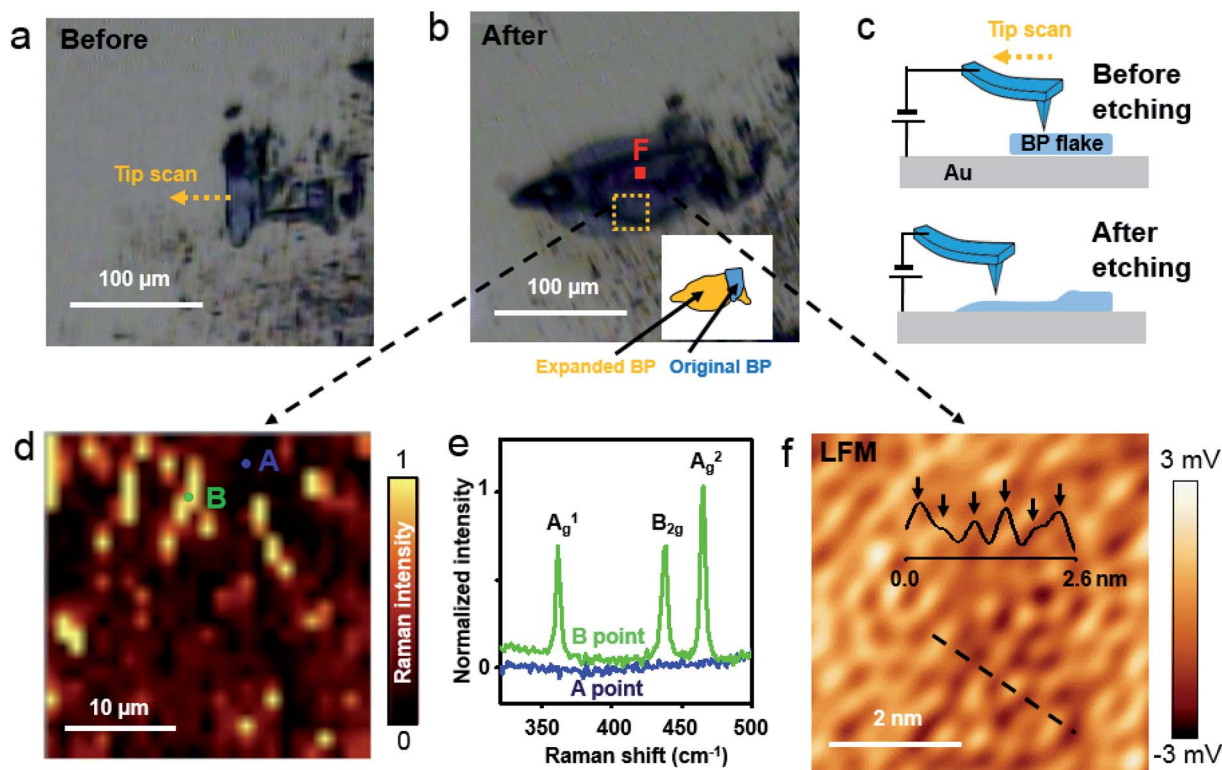 a
Before
Tip scan
100 µm
b
After
F
100 µm
Expanded BP
Original BP
c
Tip scan
Before
etching
BP flake
Au
After
etching
d
A
B
10 µm
1
Raman intensity
0
e
Normalized intensity
1
0
Ag1
B2g
Ag2
B point
A point
350
400
450
500
Raman shift (cm-1)
f
LFM
0.0
2.6 nm
2 nm
3 mV
-3 mV